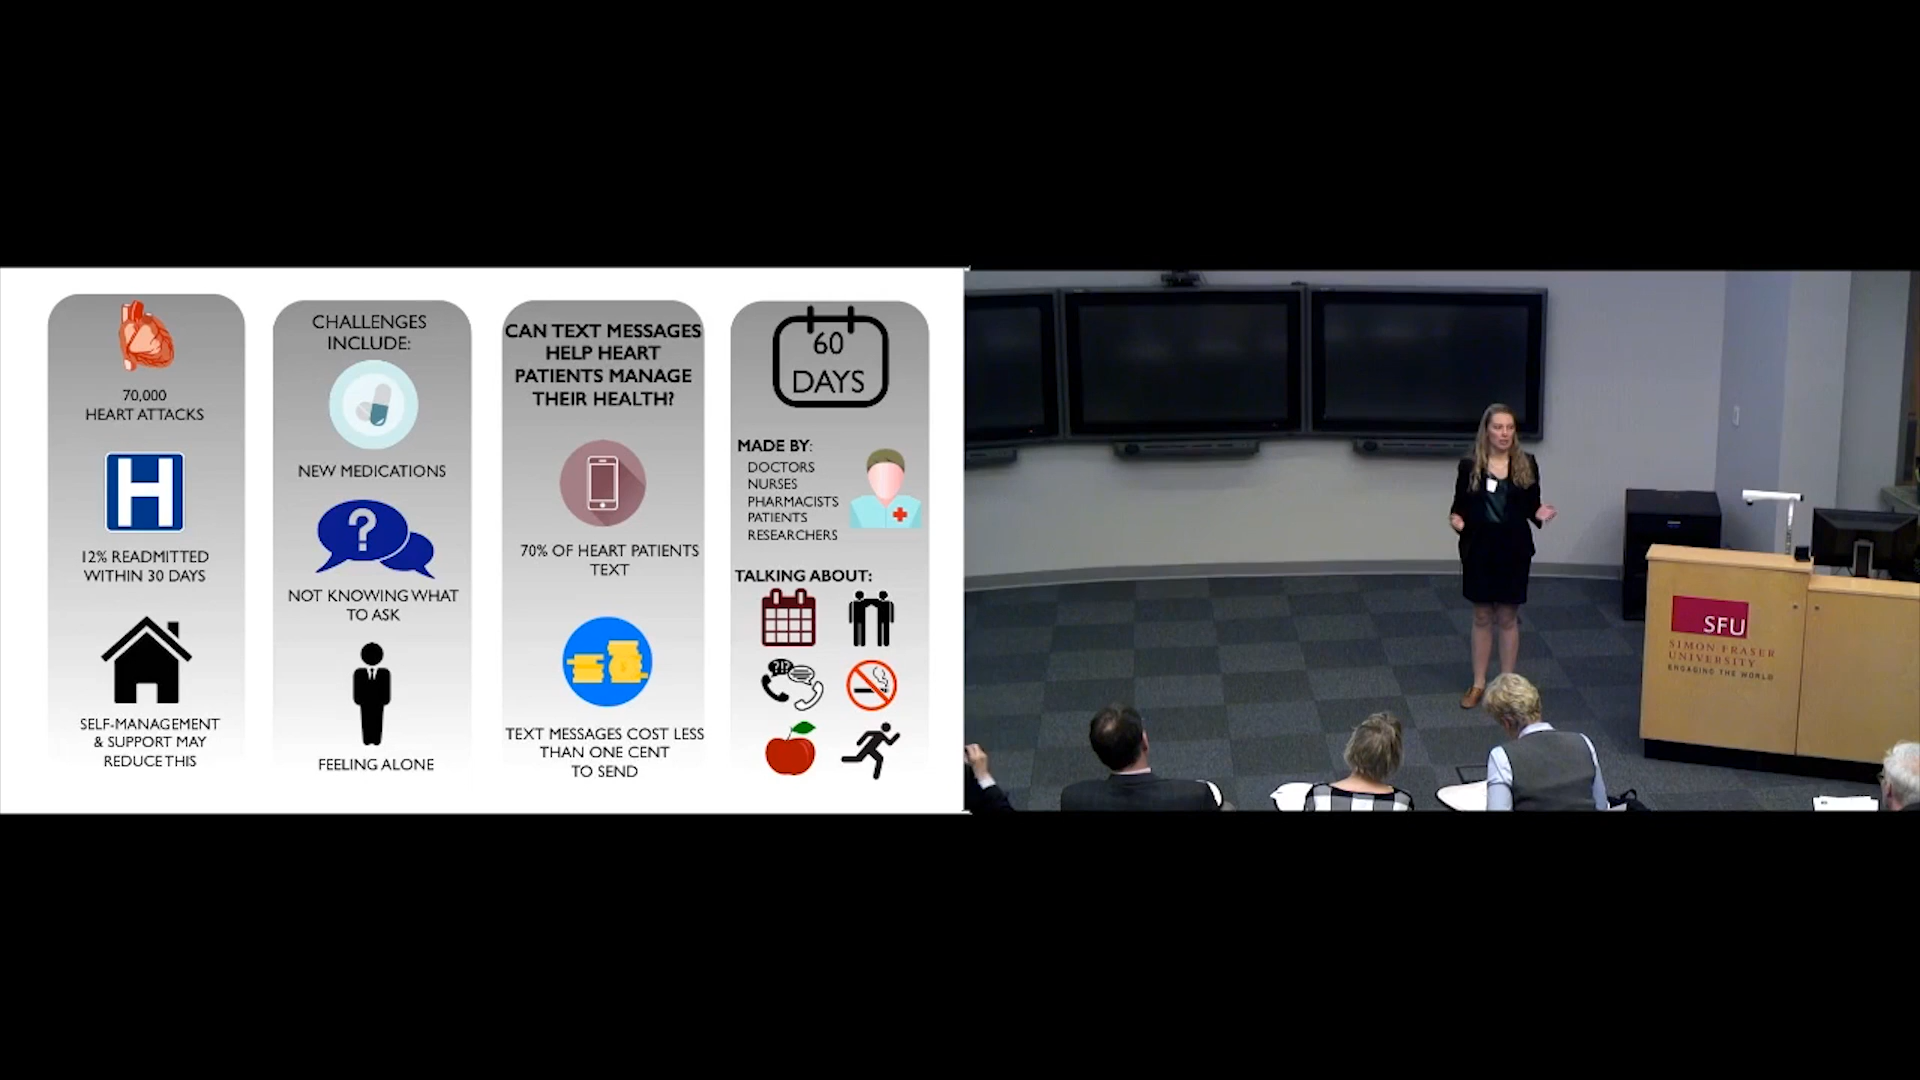 70,000
HEART ATTACKS
H
12% READMITTED
WITHIN 30 DAYS
SELF-MANAGEMENT
& SUPPORT MAY
REDUCE THIS
CHALLENGES
INCLUDE:
NEW MEDICATIONS
?
NOT KNOWING WHAT
TO ASK
FEELING ALONE
CAN TEXT MESSAGES
HELP HEART
PATIENTS MANAGE
THEIR HEALTH?
70% OF HEART PATIENTS
TEXT
TEXT MESSAGES COST LESS
THAN ONE CENT
TO SEND
60
DAYS
MADE BY:
DOCTORS
NURSES
PHARMACISTS
PATIENTS
RESEARCHERS
TALKING ABOUT:
SFU
SIMON FRASER
UNIVERSITY
ENGAGING THE WORLD